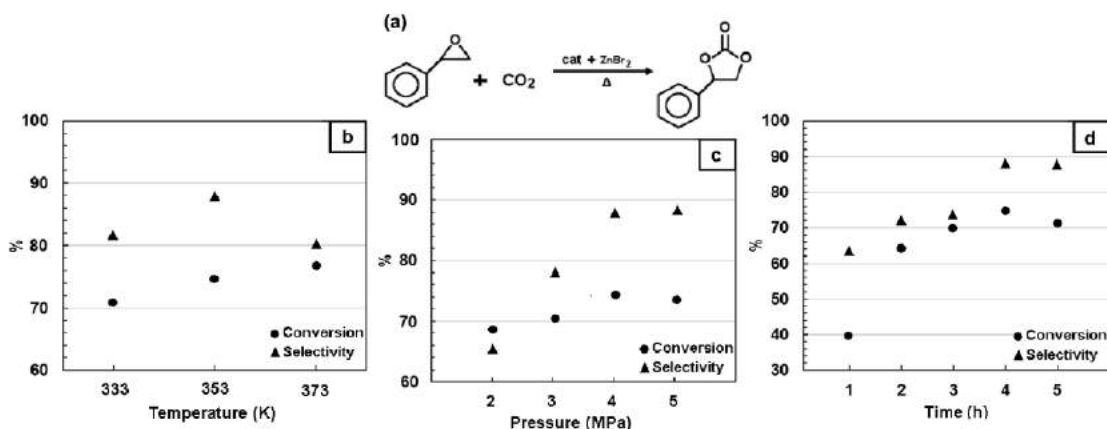 (a)
O
O
cat + ZnBr2
O
O
+
CO2
Δ
b
100
90
80
70
60
%
333
353
373
Temperature (K)
Conversion
Selectivity
c
100
90
80
70
60
%
2
3
4
5
Pressure (MPa)
Conversion
Selectivity
d
100
90
80
70
60
50
40
30
%
1
2
3
4
5
Time (h)
Conversion
Selectivity